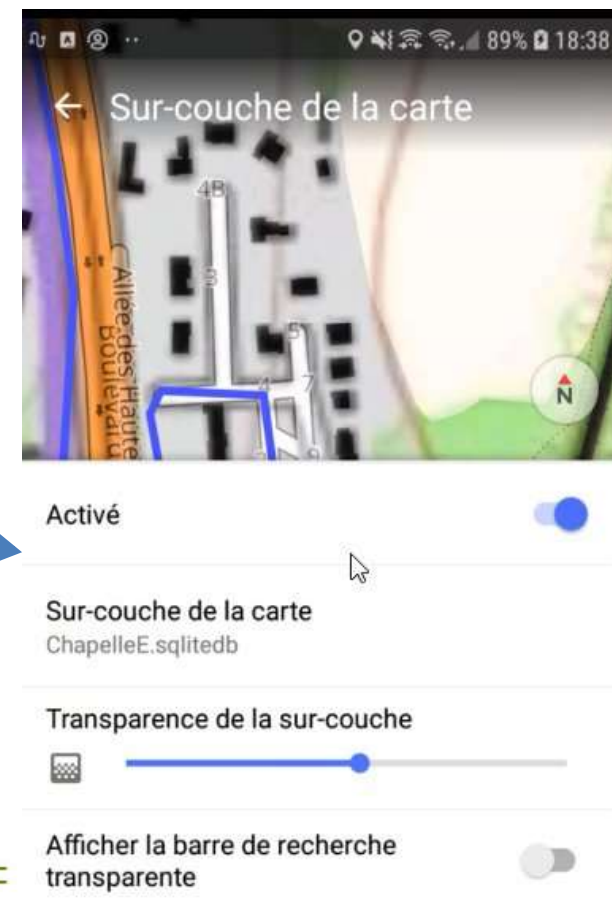 89% 18:38
Sur-couche de la carte
4B
3
5
4
7
9
Allée des Haute
Boulevard
N
Activé
Sur-couche de la carte
ChapelleE.sqlitedb
Transparence de la sur-couche
Afficher la barre de recherche
transparente